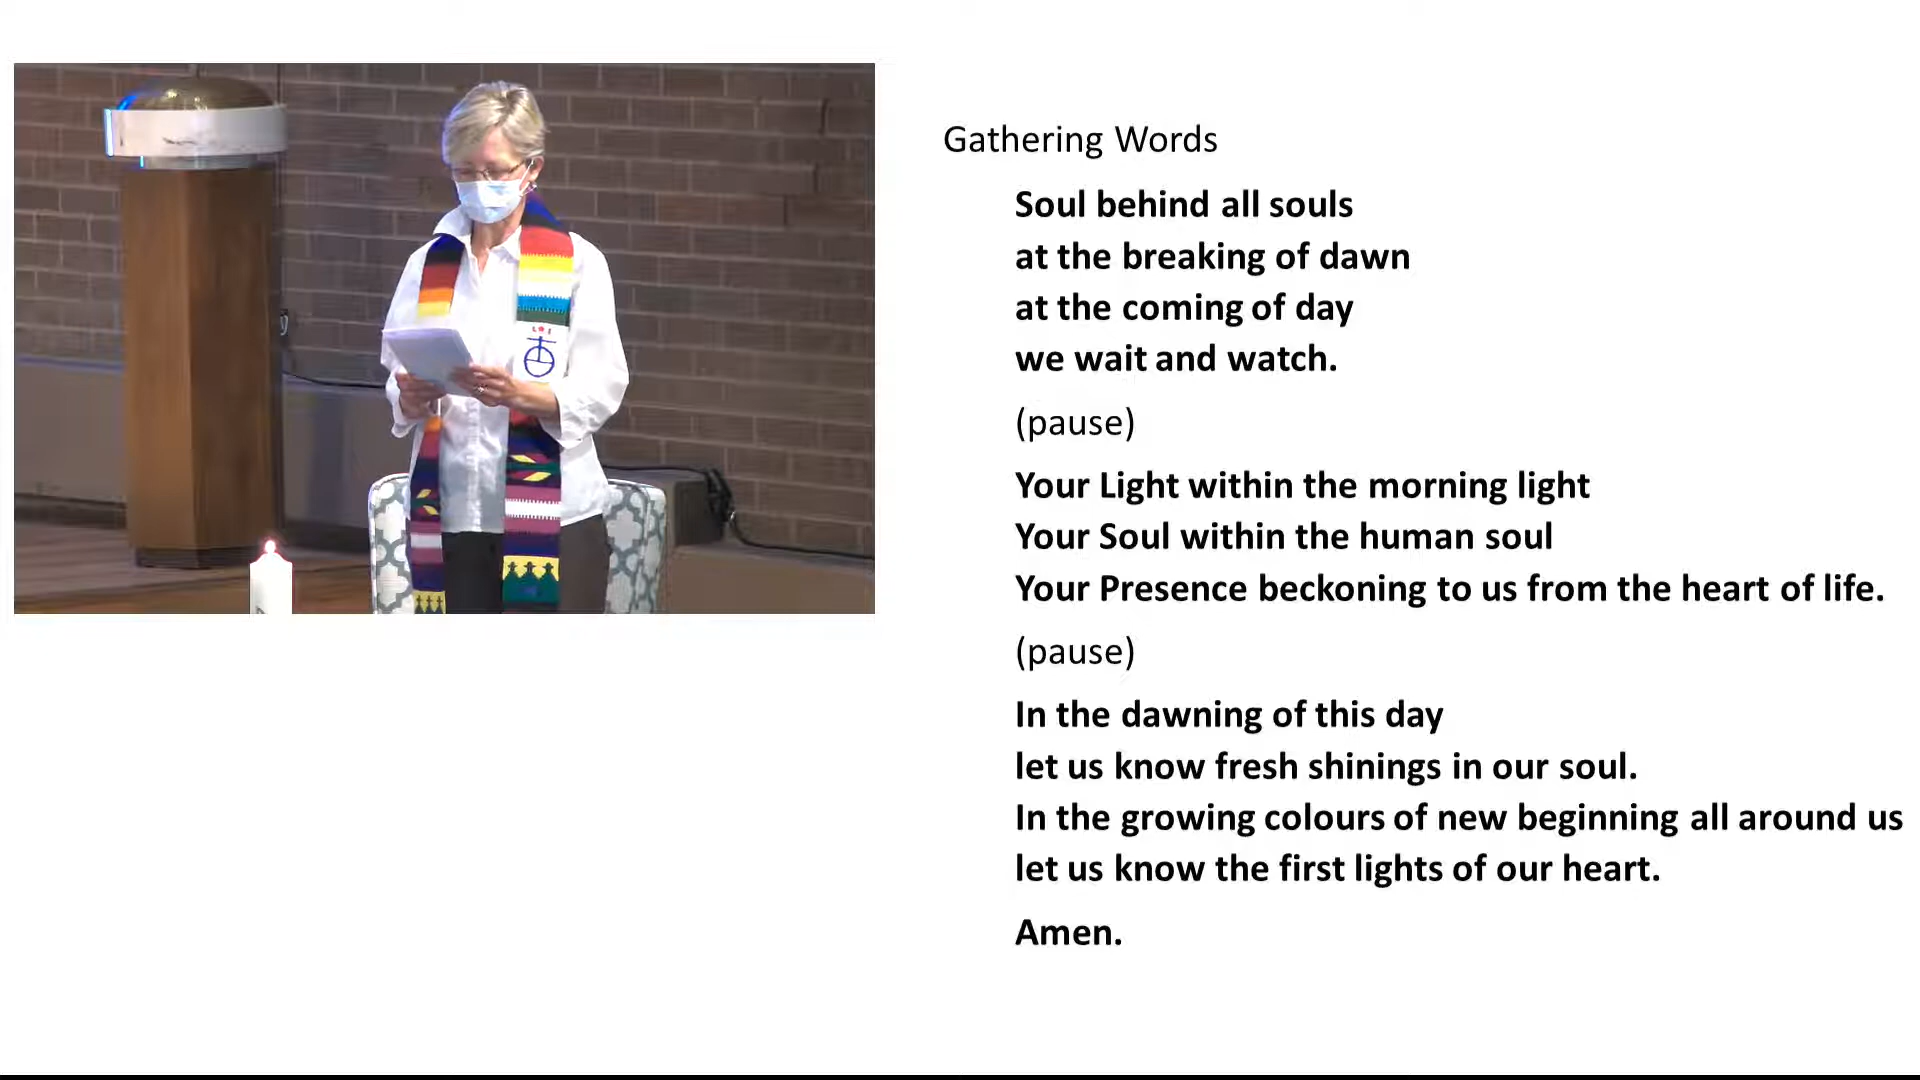 Gathering Words
Soul behind all souls
at the breaking of dawn
at the coming of day
we wait and watch.
(pause)
Your Light within the morning light
Your Soul within the human soul
Your Presence beckoning to us from the heart of life.
(pause)
In the dawning of this day
let us know fresh shinings in our soul.
In the growing colours of new beginning all around us
let us know the first lights of our heart.
Amen.